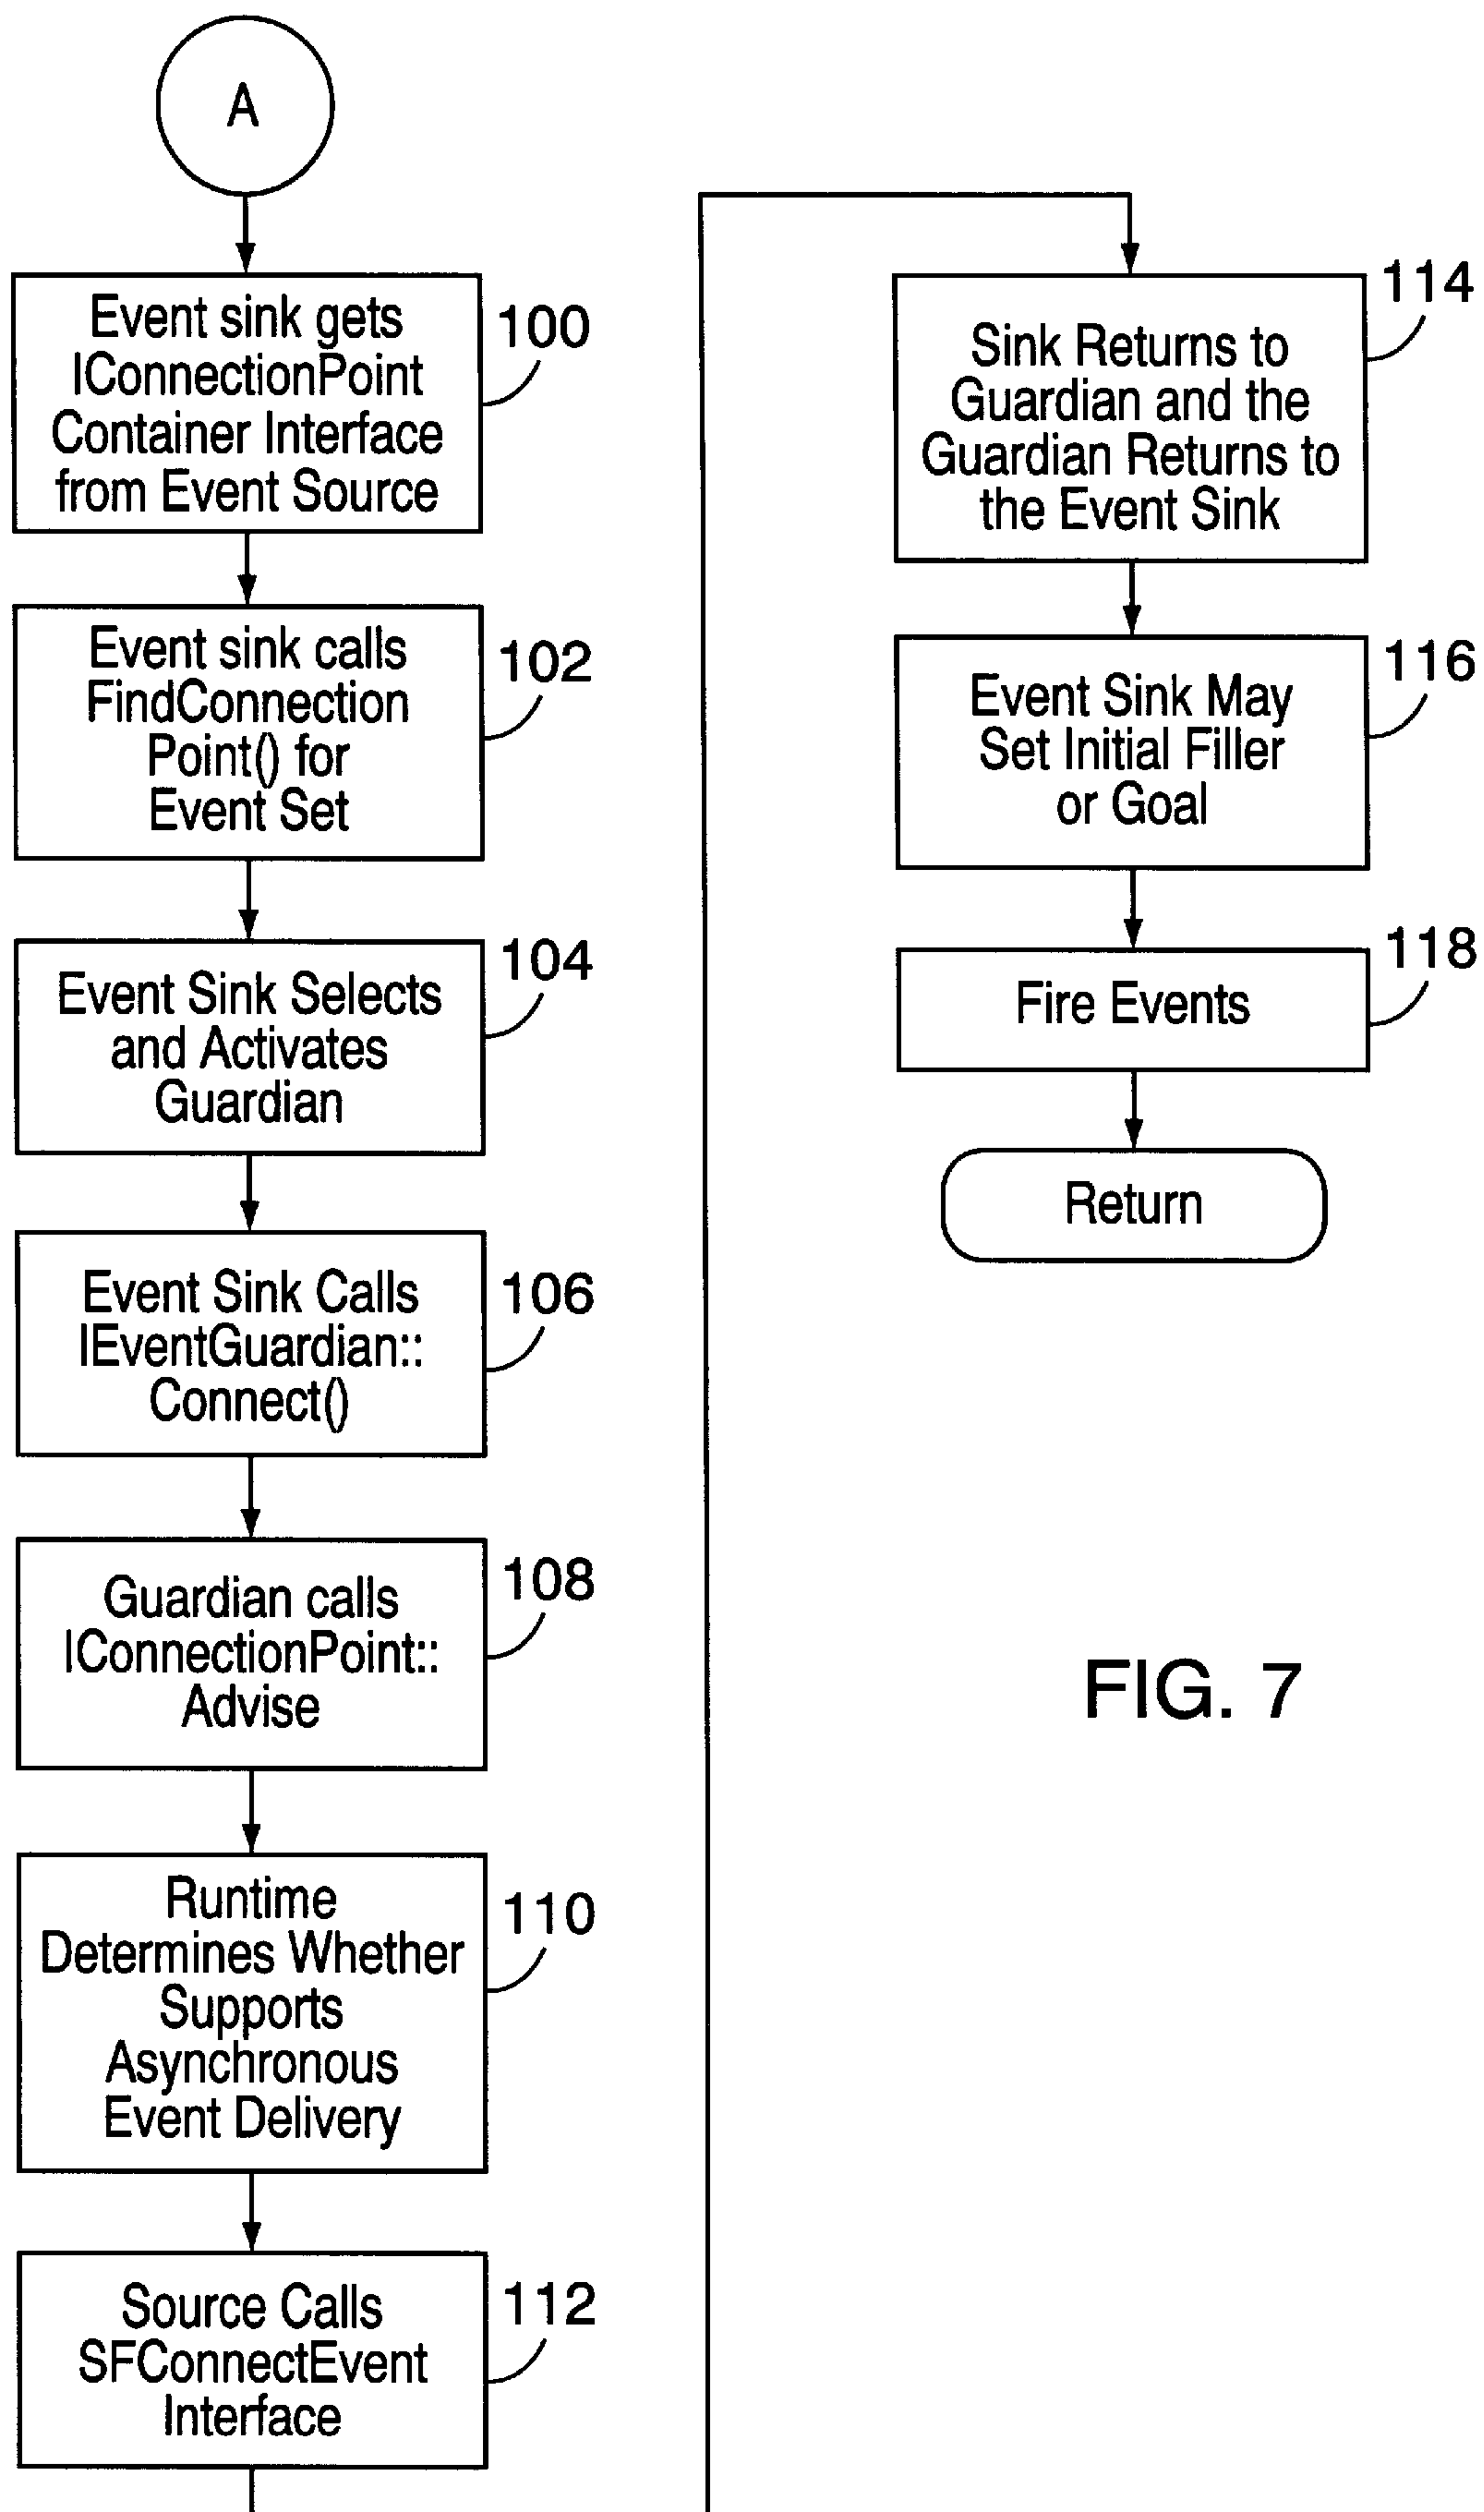 A
Event sink gets
IConnectionPoint
Container Interface
from Event Source
100
Event sink calls
FindConnection
Point() for
Event Set
102
Event Sink Selects
and Activates
Guardian
104
Event Sink Calls
IEventGuardian::
Connect()
106
Guardian calls
IConnectionPoint::
Advise
108
Runtime
Determines Whether
Supports
Asynchronous
Event Delivery
110
Source Calls
SFConnectEvent
Interface
112
Sink Returns to
Guardian and the
Guardian Returns to
the Event Sink
114
Event Sink May
Set Initial Filler
or Goal
116
Fire Events
118
Return
FIG. 7